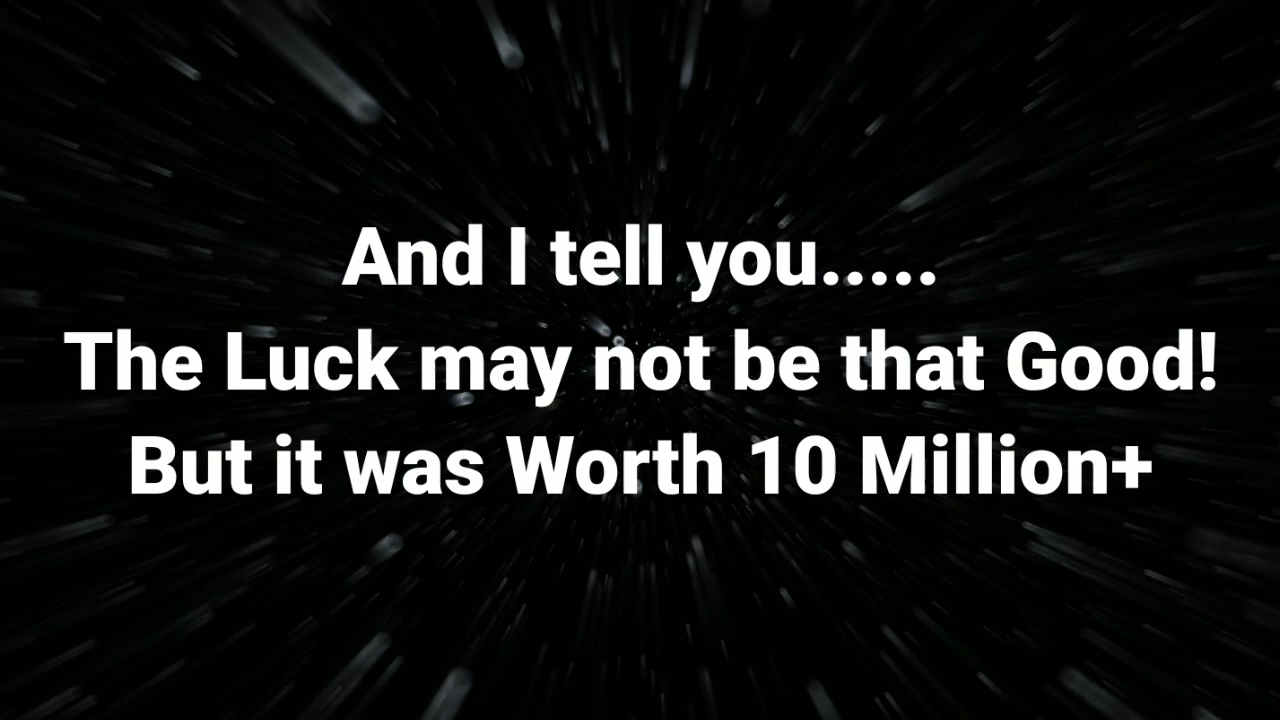 And I tell you.....
The Luck may not be that Good!
But it was Worth 10 Million+